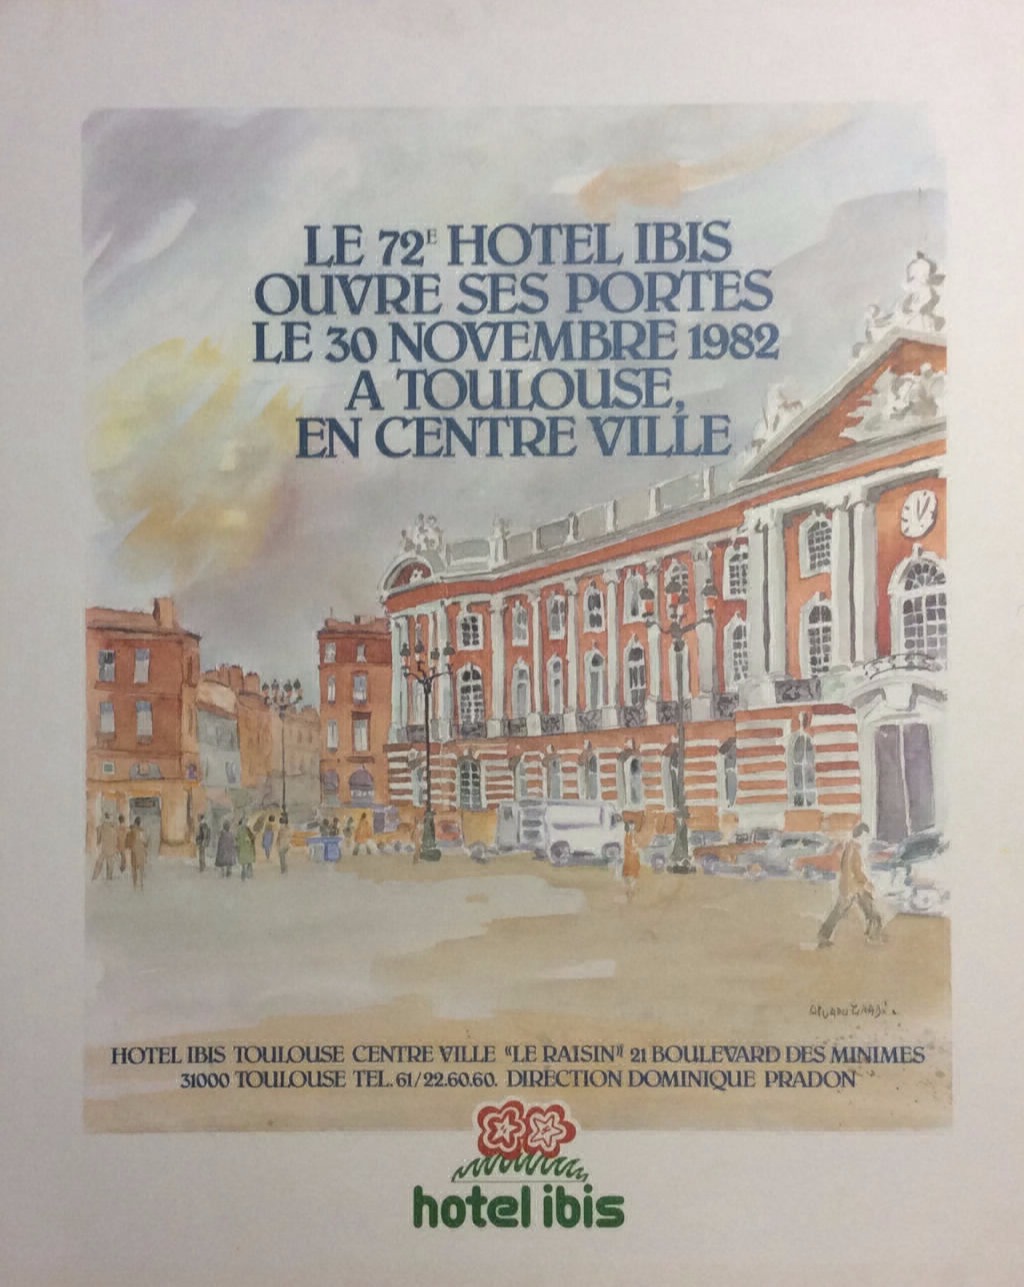 LE 72E HOTEL IBIS
OUVRE SES PORTES
LE 30 NOVEMBRE 1982
A TOULOUSE,
EN CENTRE VILLE
HOTEL IBIS TOULOUSE CENTRE VILLE "LE RAISIN" 21 BOULEVARD DES MINIMES
31000 TOULOUSE TEL. 61/22.60.60. DIRECTION DOMINIQUE PRADON
hotel ibis